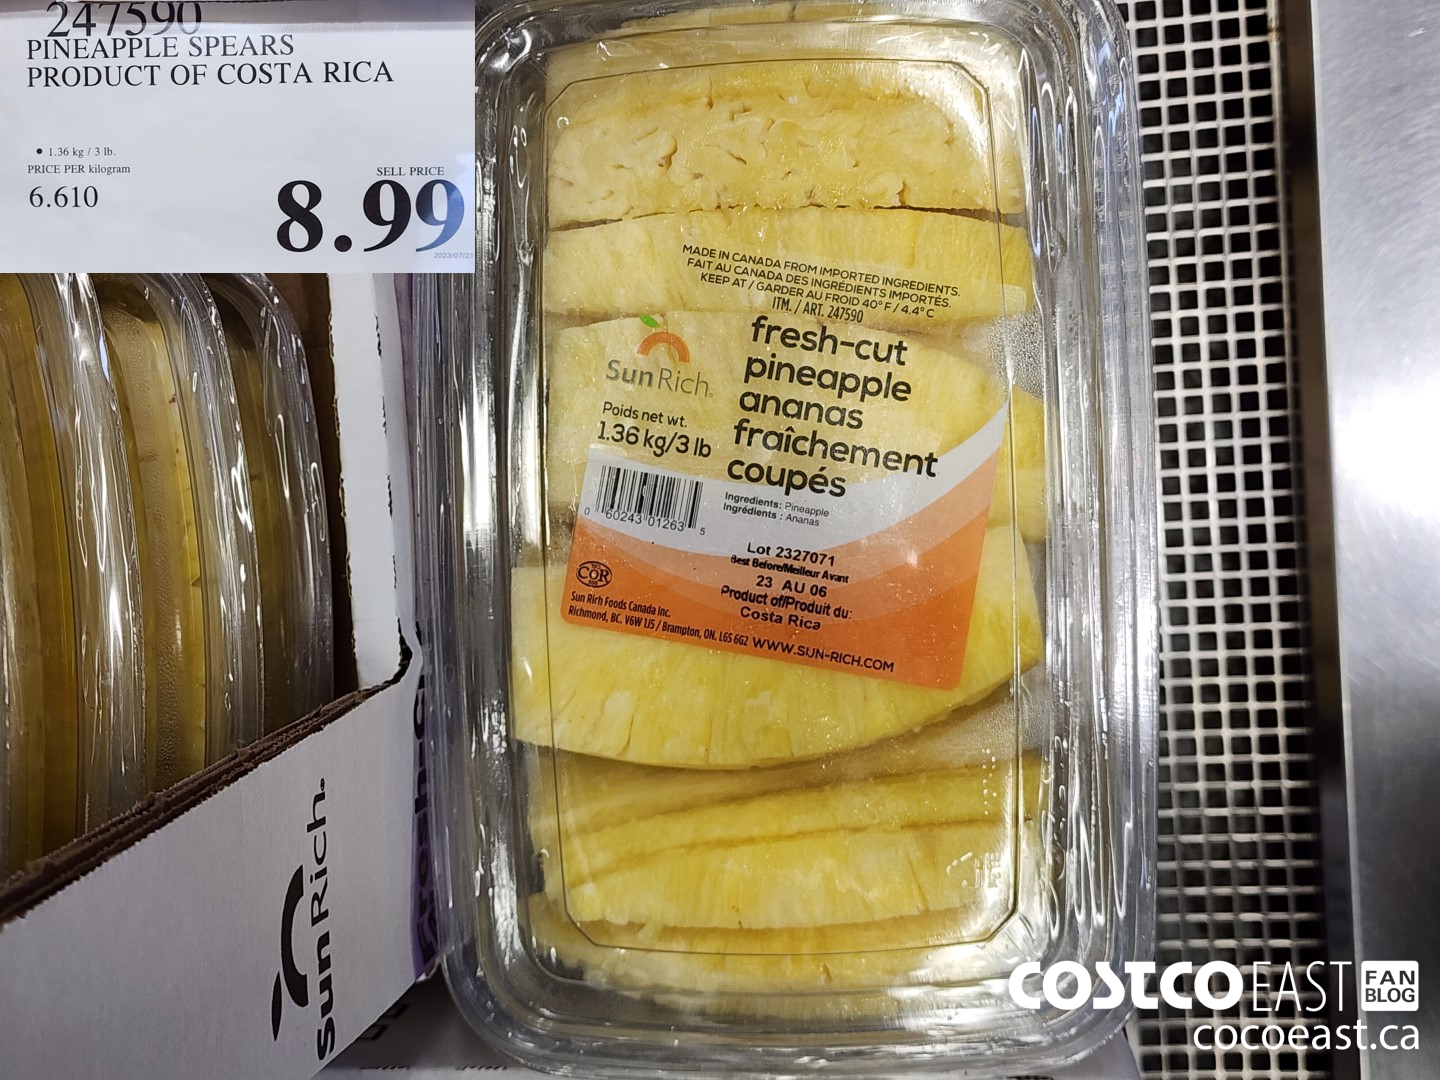 247590
PINEAPPLE SPEARS
PRODUCT OF COSTA RICA
• 1.36 kg / 3 lb.
PRICE PER kilogram
6.610
SELL PRICE
8.99
2023/07/21
MADE IN CANADA FROM IMPORTED INGREDIENTS.
FAIT AU CANADA DES INGRÉDIENTS IMPORTÉS.
KEEP AT / GARDER AU FROID 40° F / 4.4° C
ITM. / ART. 247590
SunRich®
fresh-cut
pineapple
ananas
fraîchement
coupés
Poids net wt.
1.36 kg/3 lb
0 60243 01263 5
Ingredients: Pineapple
Ingrédients : Ananas
Lot 2327071
Best Before/Meilleur Avant
23 AU 06
Product of/Produit du:
Costa Rica
COR
Sun Rich Foods Canada Inc.
Richmond, BC. V6W 1J5 / Brampton, ON. L6S 6G2 WWW.SUN-RICH.COM
SunRich®
COSTCO EAST FAN BLOG
cocoeast.ca